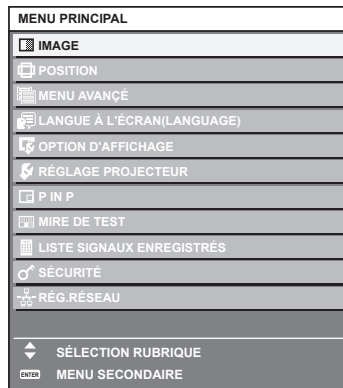 MENU PRINCIPAL
IMAGE
POSITION
MENU AVANÇÉ
LANGUE À L'ÉCRAN(LANGUAGE)
OPTION D'AFFICHAGE
RÉGLAGE PROJECTEUR
P IN P
MIRE DE TEST
LISTE SIGNAUX ENREGISTRÉS
SÉCURITÉ
RÉG.RÉSEAU
SÉLECTION RUBRIQUE
ENTER MENU SECONDAIRE